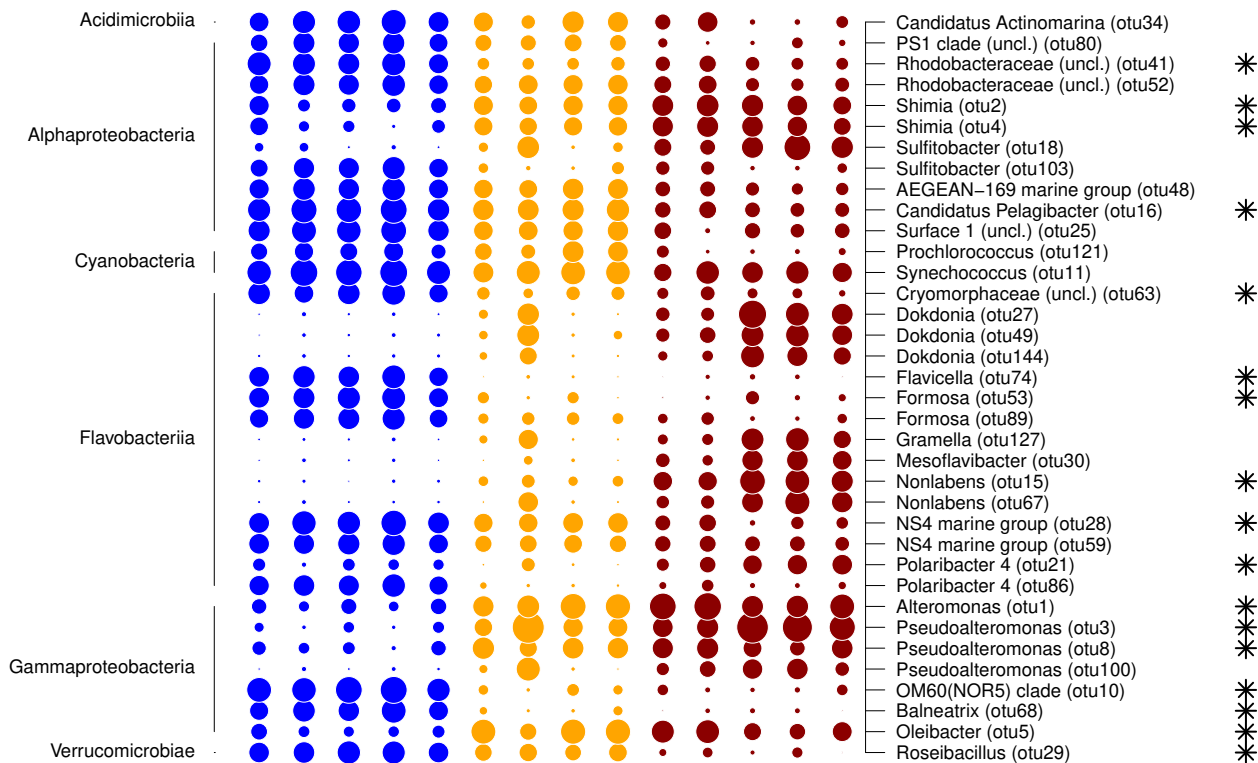 Acidimicrobiia
Candidatus Actinomarina (otu34)
PS1 clade (uncl.) (otu80)
Rhodobacteraceae (uncl.) (otu41)
Rhodobacteraceae (uncl.) (otu52)
Shimia (otu2)
Alphaproteobacteria
Shimia (otu4)
Sulfitobacter (otu18)
Sulfitobacter (otu103)
AEGEAN−169 marine group (otu48)
Candidatus Pelagibacter (otu16)
Surface 1 (uncl.) (otu25)
Cyanobacteria
Prochlorococcus (otu121)
Synechococcus (otu11)
Cryomorphaceae (uncl.) (otu63)
Dokdonia (otu27)
Dokdonia (otu49)
Dokdonia (otu144)
Flavicella (otu74)
Formosa (otu53)
Formosa (otu89)
Flavobacteriia
Gramella (otu127)
Mesoflavibacter (otu30)
Nonlabens (otu15)
Nonlabens (otu67)
NS4 marine group (otu28)
NS4 marine group (otu59)
Polaribacter 4 (otu21)
Polaribacter 4 (otu86)
Alteromonas (otu1)
Pseudoalteromonas (otu3)
Pseudoalteromonas (otu8)
Gammaproteobacteria
Pseudoalteromonas (otu100)
OM60(NOR5) clade (otu10)
Balneatrix (otu68)
Oleibacter (otu5)
Verrucomicrobiae
Roseibacillus (otu29)